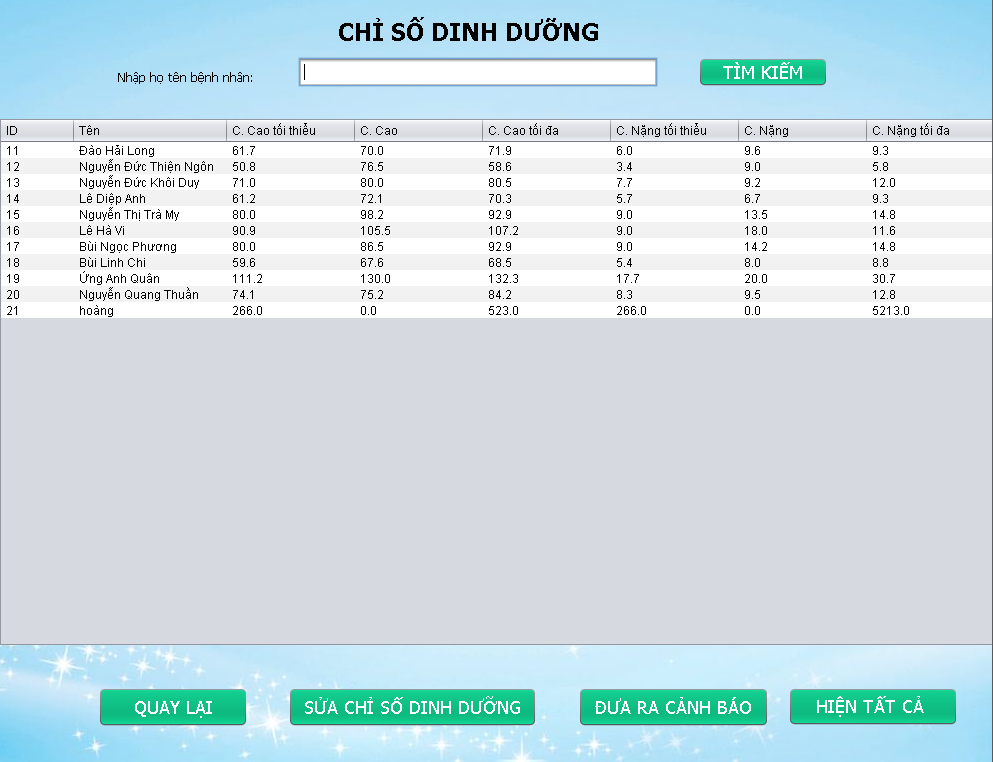 CHỈ SỐ DINH DƯỠNG
Nhập họ tên bệnh nhân: TÌM KIẾM
ID Tên C. Cao tối thiểu C. Cao C. Cao tối đa C. Nặng tối thiểu C. Nặng C. Nặng tối đa
11 Đào Hải Long 61.7 70.0 71.9 6.0 9.6 9.3
12 Nguyễn Đức Thiện Ngôn 50.8 76.5 58.6 3.4 9.0 5.8
13 Nguyễn Đức Khôi Duy 71.0 80.0 80.5 7.7 9.2 12.0
14 Lê Diệp Anh 61.2 72.1 70.3 5.7 6.7 9.3
15 Nguyễn Thị Trà My 80.0 98.2 92.9 9.0 13.5 14.8
16 Lê Hà Vi 90.9 105.5 107.2 9.0 18.0 11.6
17 Bùi Ngọc Phương 80.0 86.5 92.9 9.0 14.2 14.8
18 Bùi Linh Chi 59.6 67.6 68.5 5.4 8.0 8.8
19 Ứng Anh Quân 111.2 130.0 132.3 17.7 20.0 30.7
20 Nguyễn Quang Thuần 74.1 75.2 84.2 8.3 9.5 12.8
21 hoàng 266.0 0.0 523.0 266.0 0.0 5213.0
QUAY LẠI SỬA CHỈ SỐ DINH DƯỠNG ĐƯA RA CẢNH BÁO HIỆN TẤT CẢ